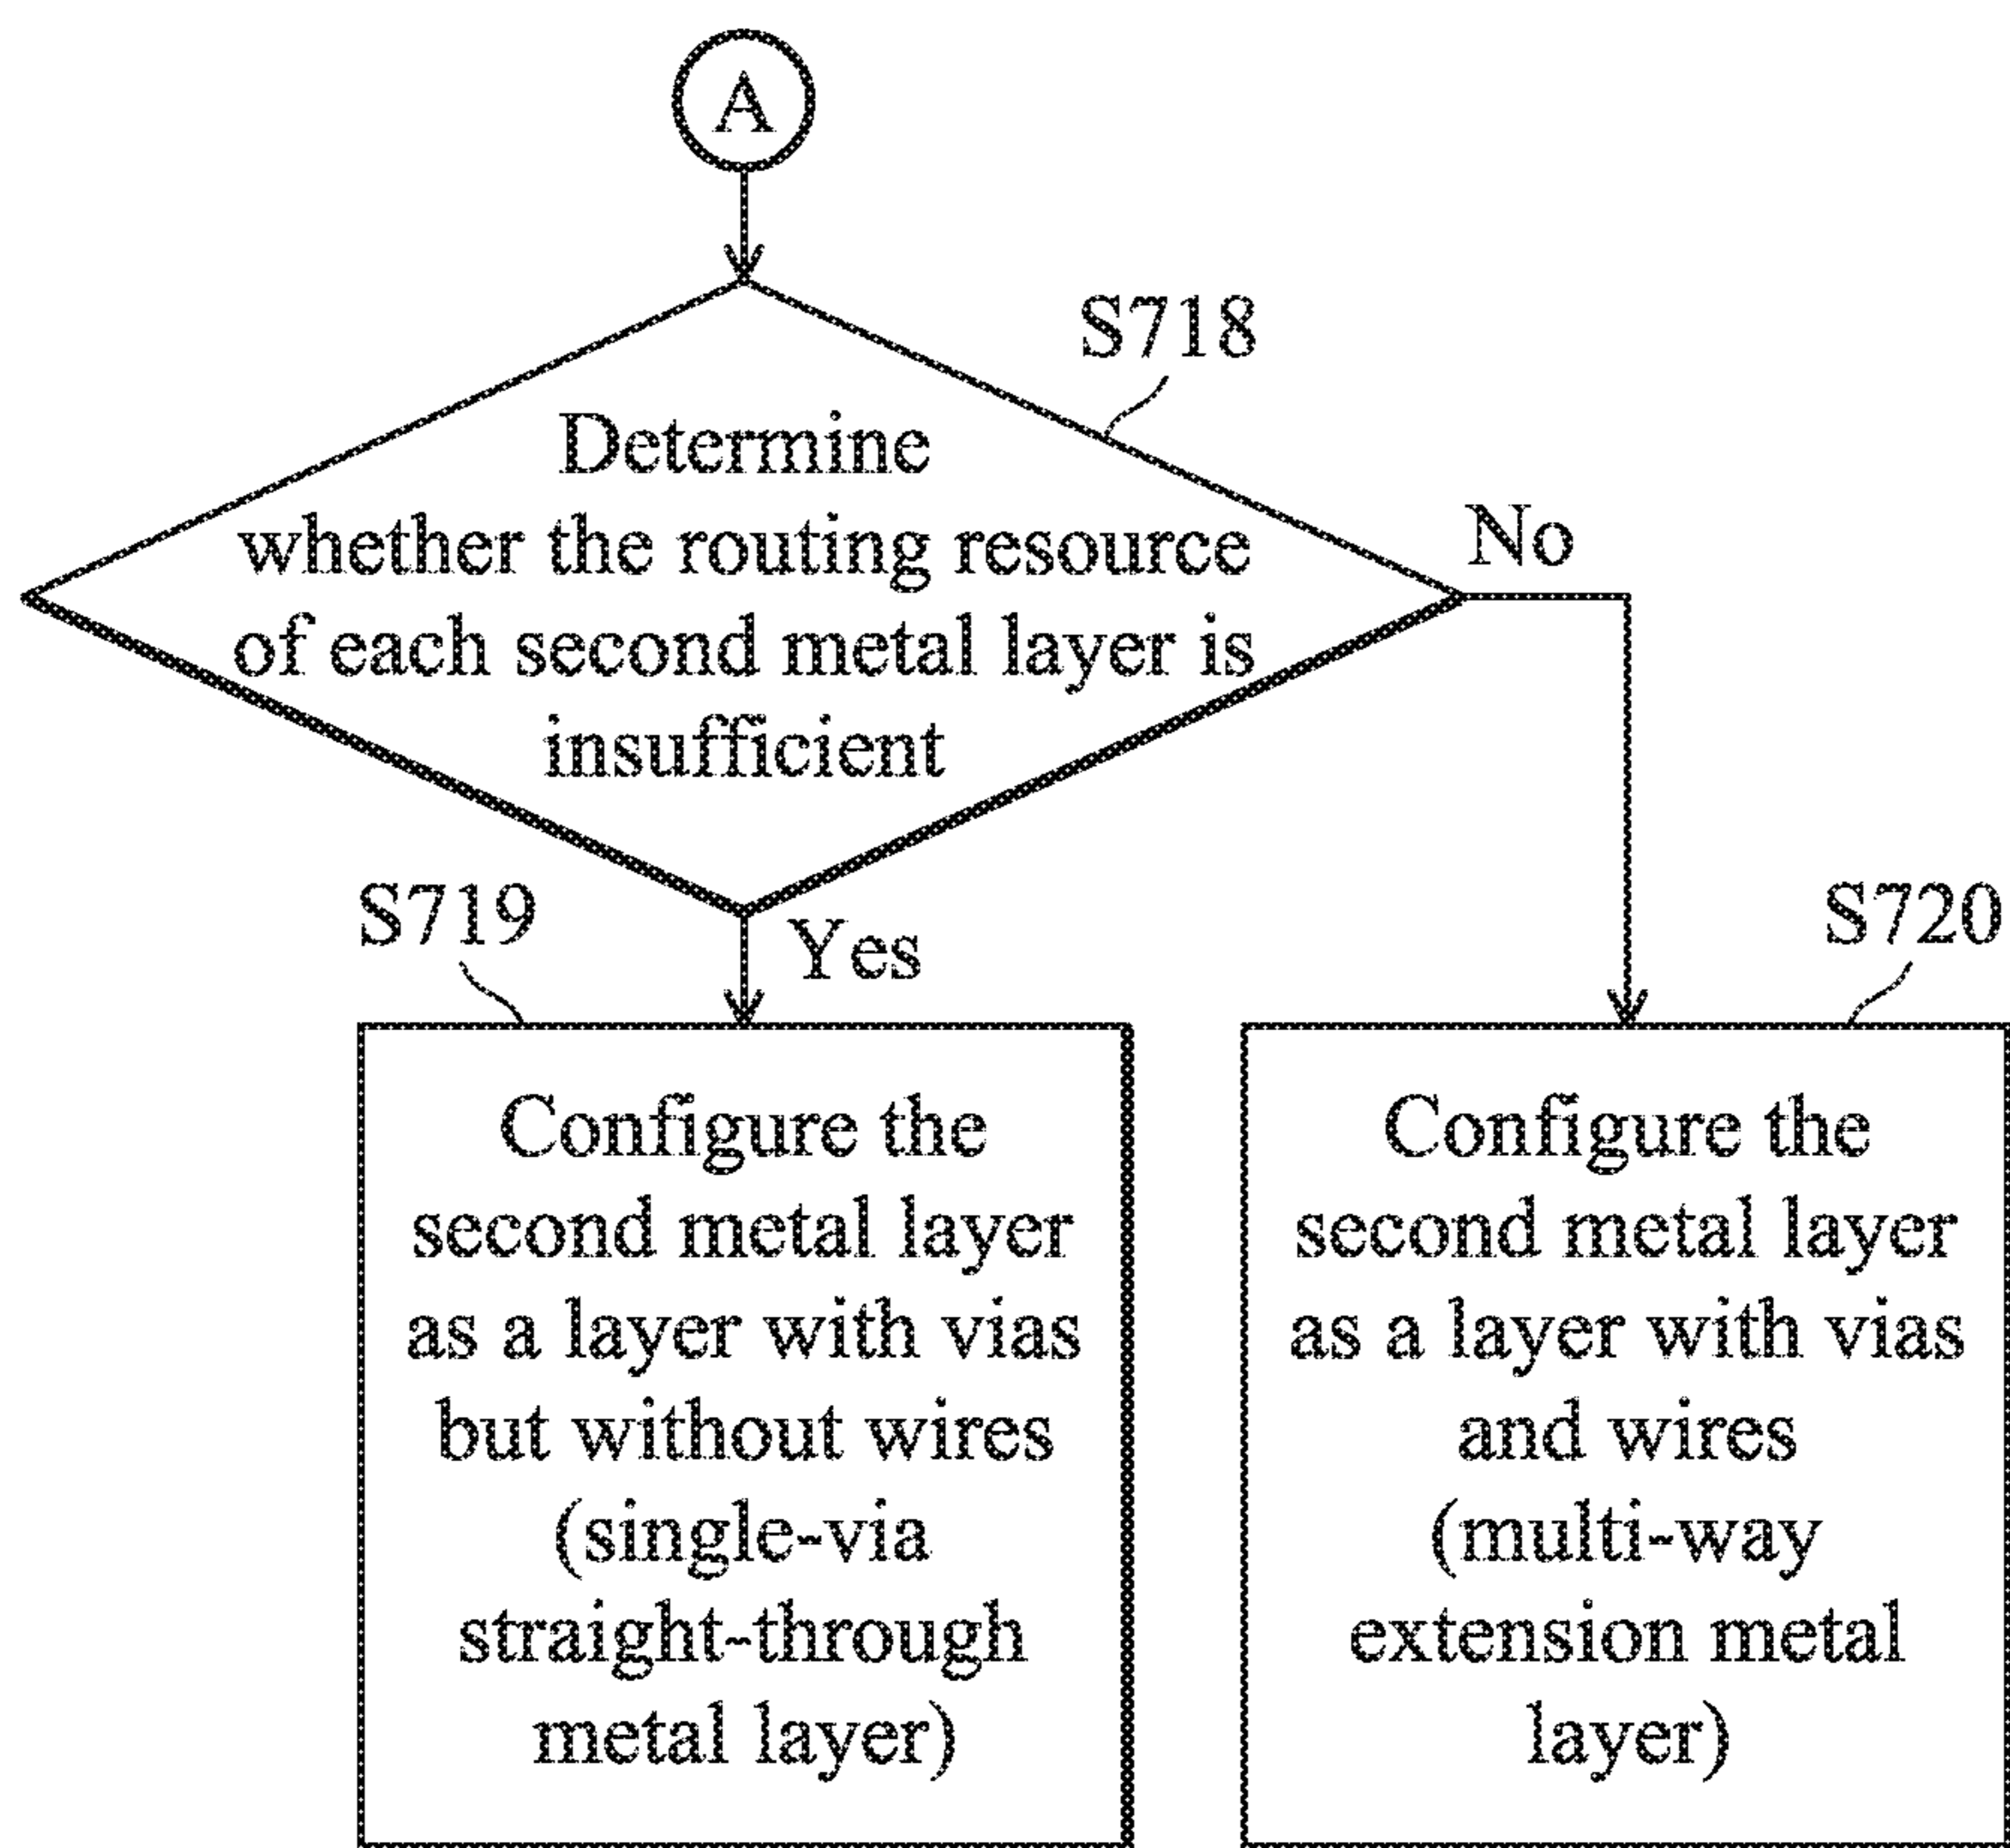 A
S718
Determine
whether the routing resource
of each second metal layer is
insufficient
No
Yes
S719
Configure the
second metal layer
as a layer with vias
but without wires
(single-via
straight-through
metal layer)
S720
Configure the
second metal layer
as a layer with vias
and wires
(multi-way
extension metal
layer)